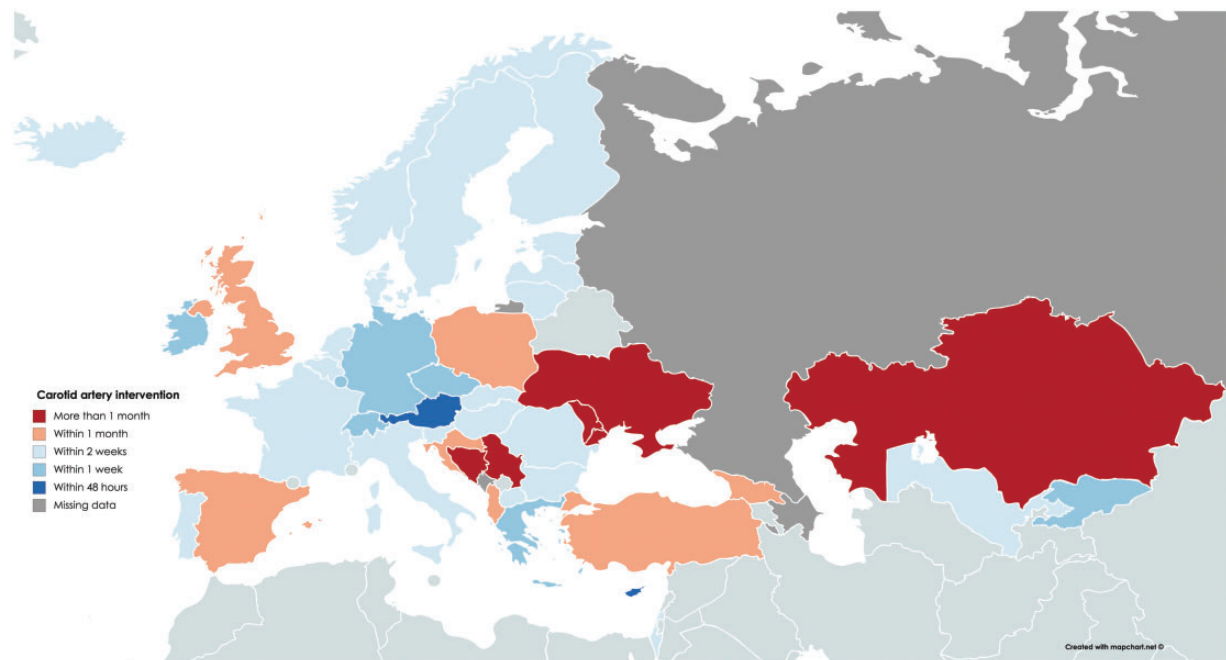 Carotid artery intervention
More than 1 month
Within 1 month
Within 2 weeks
Within 1 week
Within 48 hours
Missing data
Created with mapchart.net ©